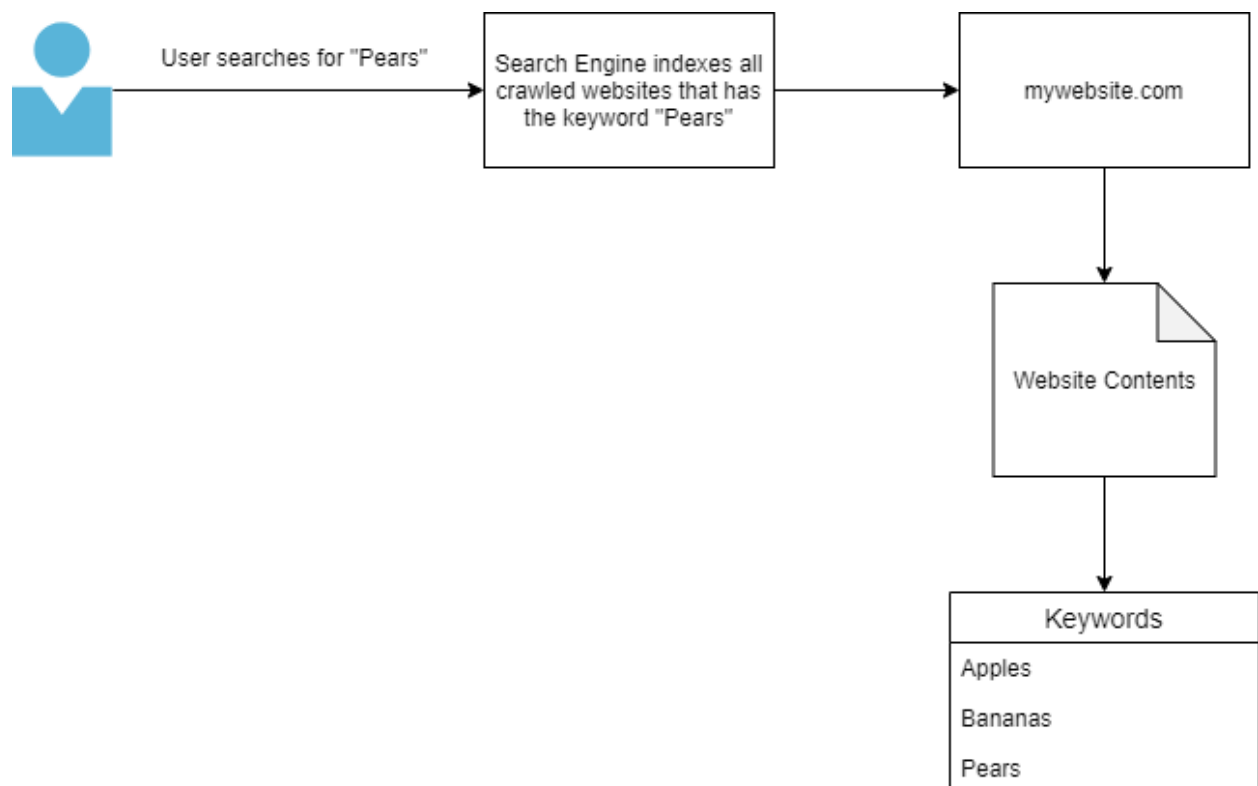 User searches for "Pears"
Search Engine indexes all
crawled websites that has
the keyword "Pears"
mywebsite.com
Website Contents
Keywords
Apples
Bananas
Pears